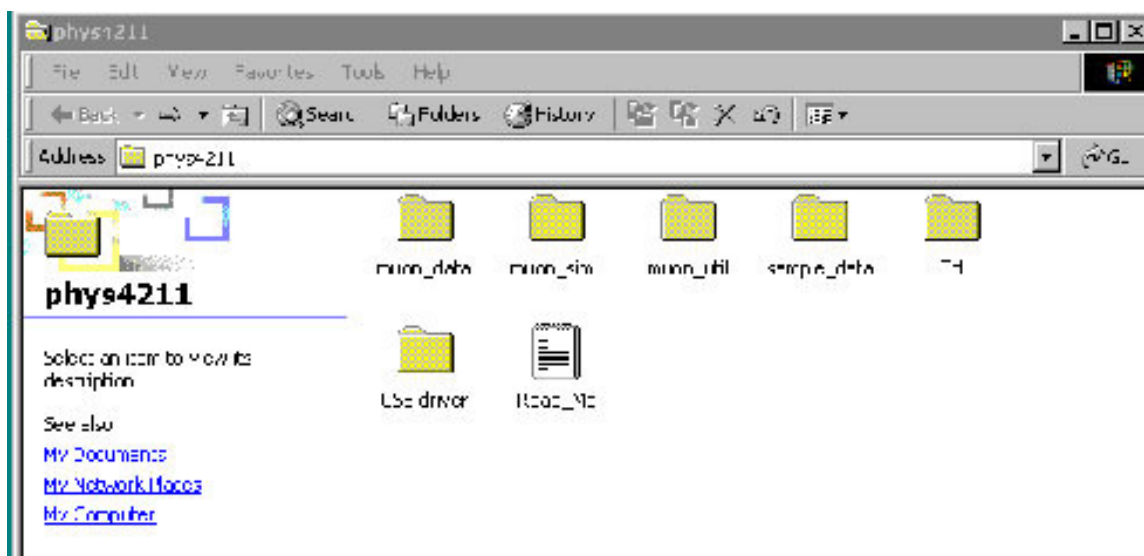 phys4211
File Edit View Favorites Tools Help
Back Search Folders History
Address phys4211
muon_data muon_sim muon_util sample_data
phys4211
USB driver Read_Me
Select an item to view its
description
See also
My Documents
My Network Places
My Computer